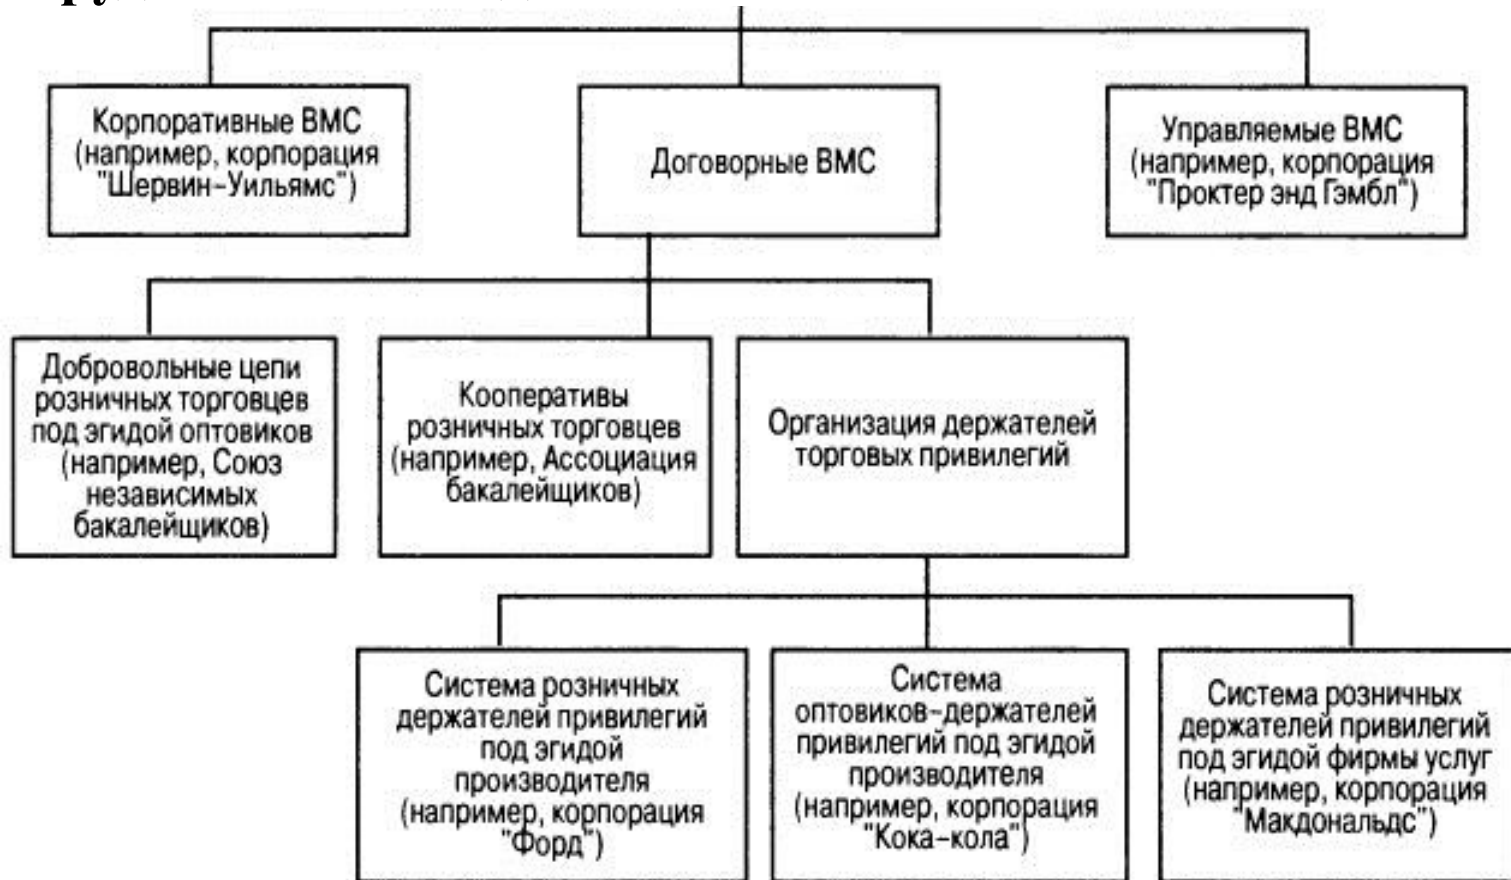 Корпоративные ВМС
(например, корпорация
"Шервин-Уильямс")
Договорные ВМС
Управляемые ВМС
(например, корпорация
"Проктер энд Гэмбл")
Добровольные цепи
розничных торговцев
под эгидой оптовиков
(например, Союз
независимых
бакалейщиков)
Кооперативы
розничных торговцев
(например, Ассоциация
бакалейщиков)
Организация держателей
торговых привилегий
Система розничных
держателей привилегий
под эгидой
производителя
(например, корпорация
"Форд")
Система
оптовиков-держателей
привилегий под эгидой
производителя
(например, корпорация
"Кока-кола")
Система розничных
держателей привилегий
под эгидой фирмы услуг
(например, корпорация
"Макдональдс")